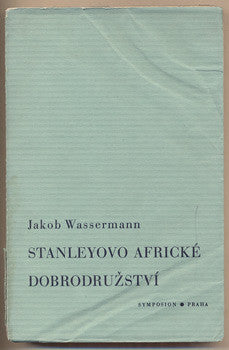 Jakob Wassermann
STANLEYOVO AFRICKÉ
DOBRODRUŽSTVÍ
SYMPOSION ● PRAHA